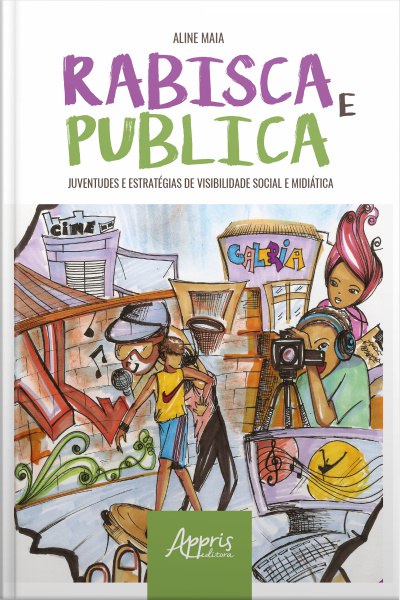 ALINE MAIA
RABISCA E
PUBLICA
JUVENTUDES E ESTRATÉGIAS DE VISIBILIDADE SOCIAL E MIDIÁTICA
CINE
GALERIA
Appris
editora